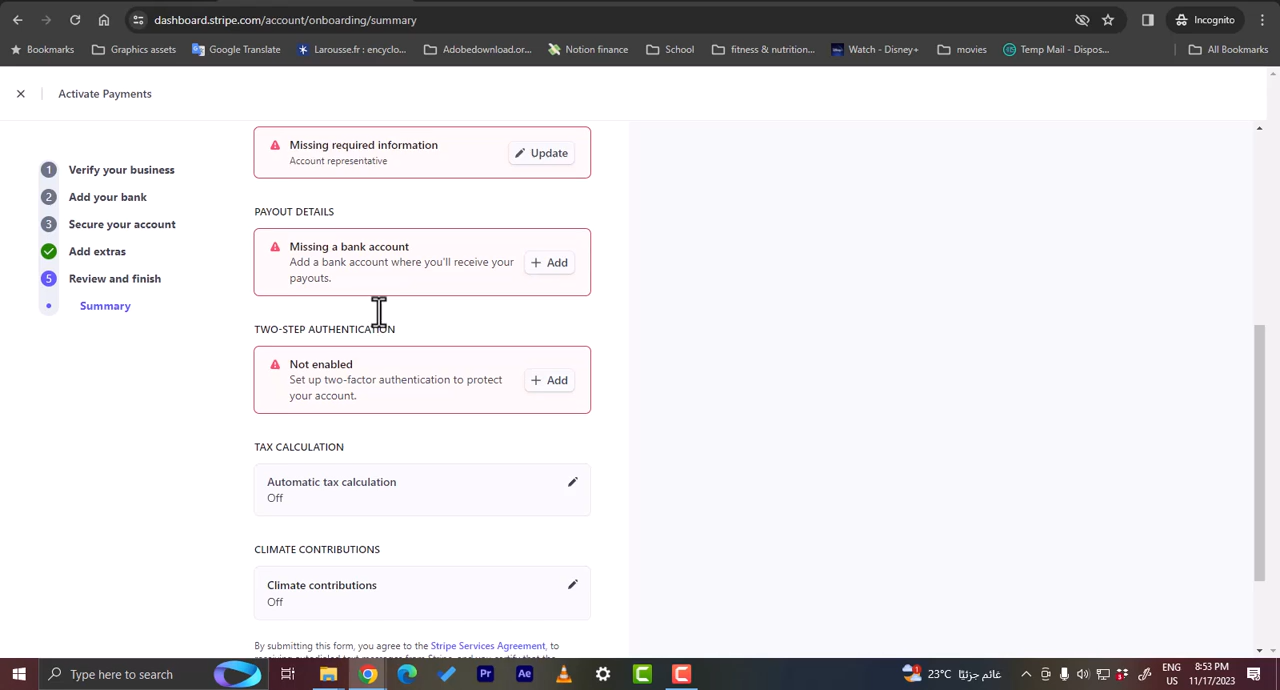 dashboard.stripe.com/account/onboarding/summary
Incognito
Bookmarks
Graphics assets
Google Translate
Larousse.fr : encyclo...
Adobedownload.or...
Notion finance
School
fitness & nutrition...
Watch - Disney+
movies
Temp Mail - Dispos...
All Bookmarks
Activate Payments
1 Verify your business
2 Add your bank
3 Secure your account
Add extras
5 Review and finish
Summary
Missing required information
Account representative
Update
PAYOUT DETAILS
Missing a bank account
Add a bank account where you'll receive your
payouts.
+ Add
TWO-STEP AUTHENTICATION
Not enabled
Set up two-factor authentication to protect
your account.
+ Add
TAX CALCULATION
Automatic tax calculation
Off
CLIMATE CONTRIBUTIONS
Climate contributions
Off
By submitting this form, you agree to the Stripe Services Agreement, to
Type here to search
Pr
Ae
23°C غائم جزئيًا
ENG
US
8:53 PM
11/17/2023